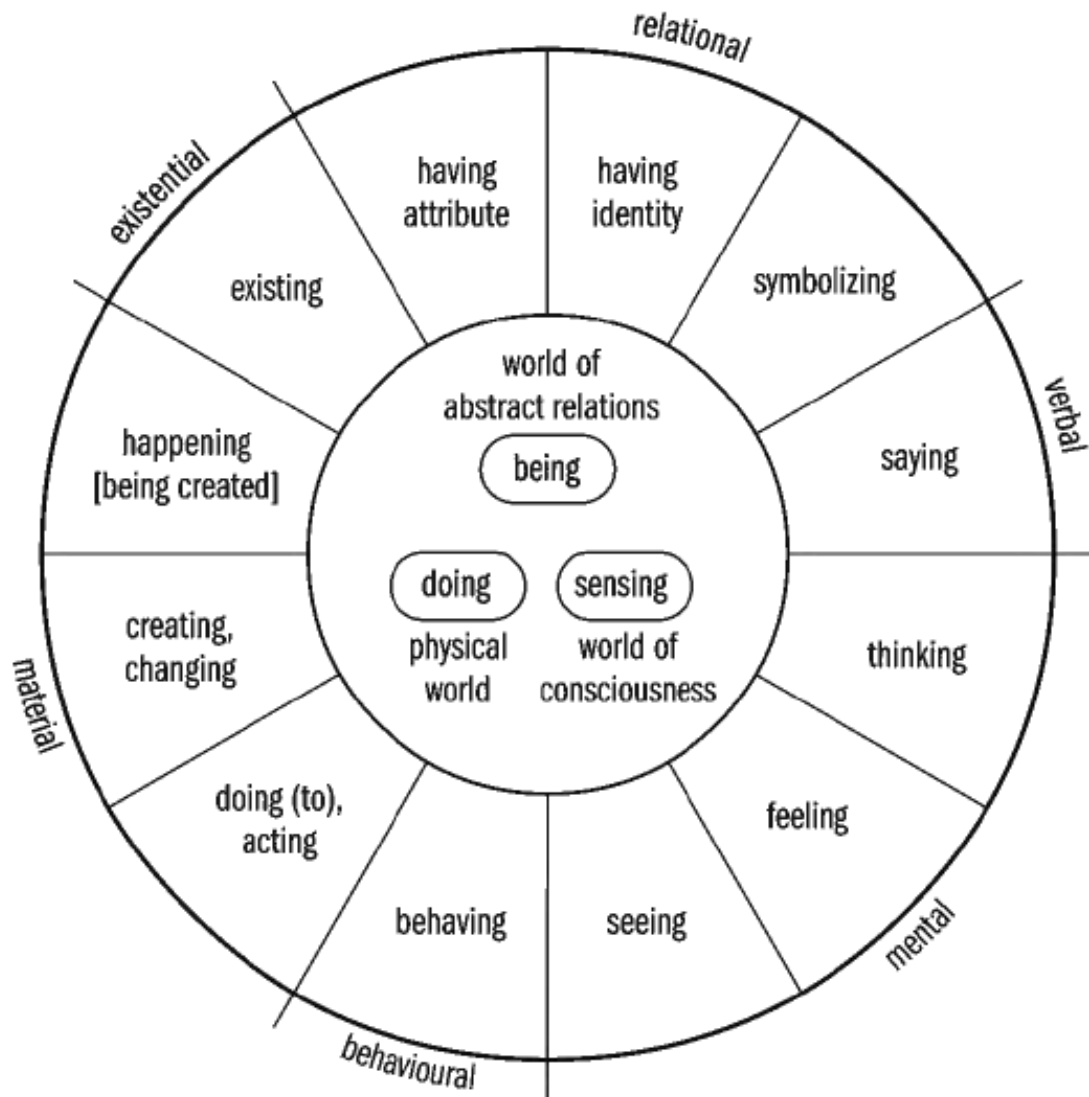 relational
existential
having
attribute
having
identity
existing
symbolizing
world of
abstract relations
being
verbal
happening
[being created]
saying
doing
sensing
physical
world
world of
consciousness
creating,
changing
thinking
material
doing (to),
acting
feeling
behaving
seeing
mental
behavioural